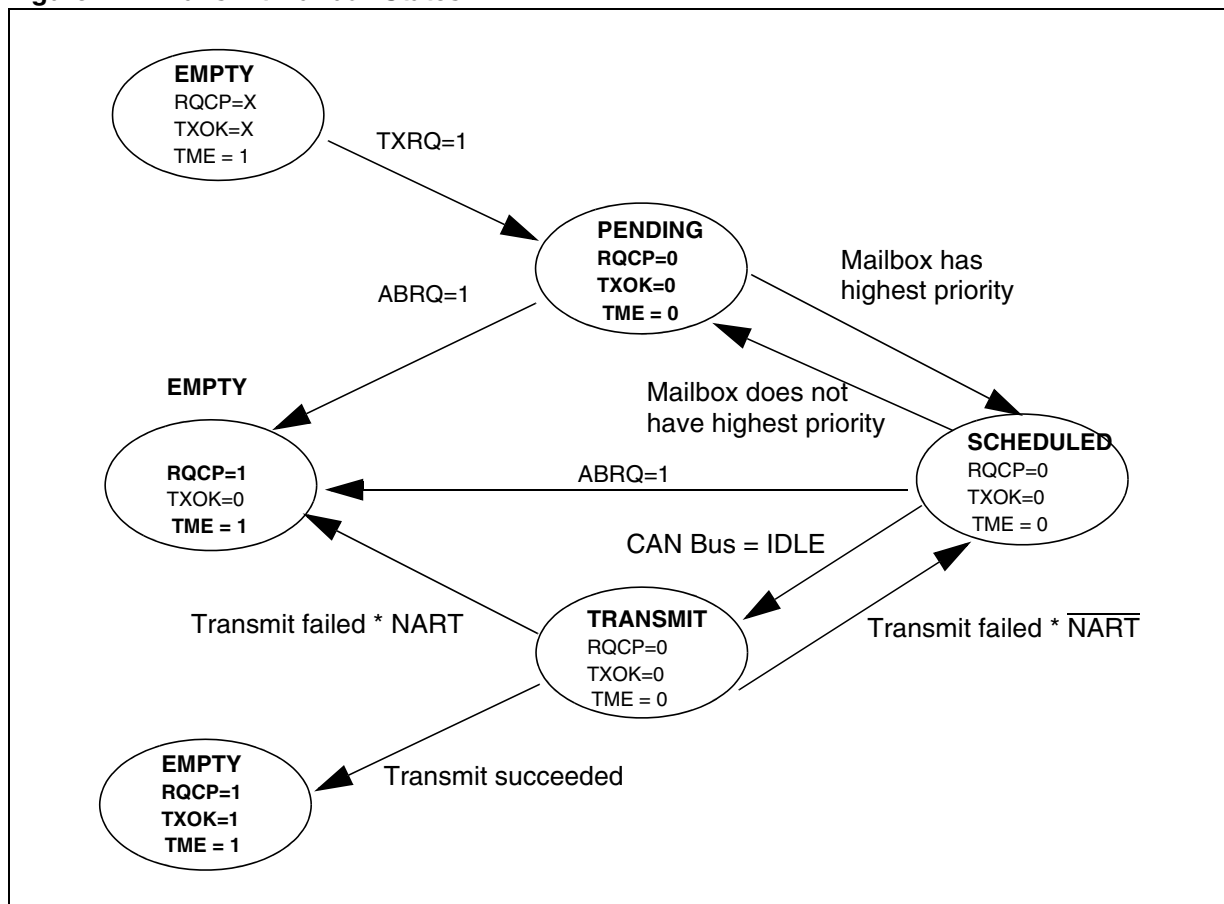 EMPTY
RQCP=X
TXOK=X
TME = 1
TXRQ=1
PENDING
RQCP=0
TXOK=0
TME = 0
Mailbox has
highest priority
ABRQ=1
EMPTY
Mailbox does not
have highest priority
RQCP=1
TXOK=0
TME = 1
ABRQ=1
SCHEDULED
RQCP=0
TXOK=0
TME = 0
CAN Bus = IDLE
Transmit failed * NART
TRANSMIT
RQCP=0
TXOK=0
TME = 0
Transmit failed * N̅A̅R̅T̅
EMPTY
RQCP=1
TXOK=1
TME = 1
Transmit succeeded